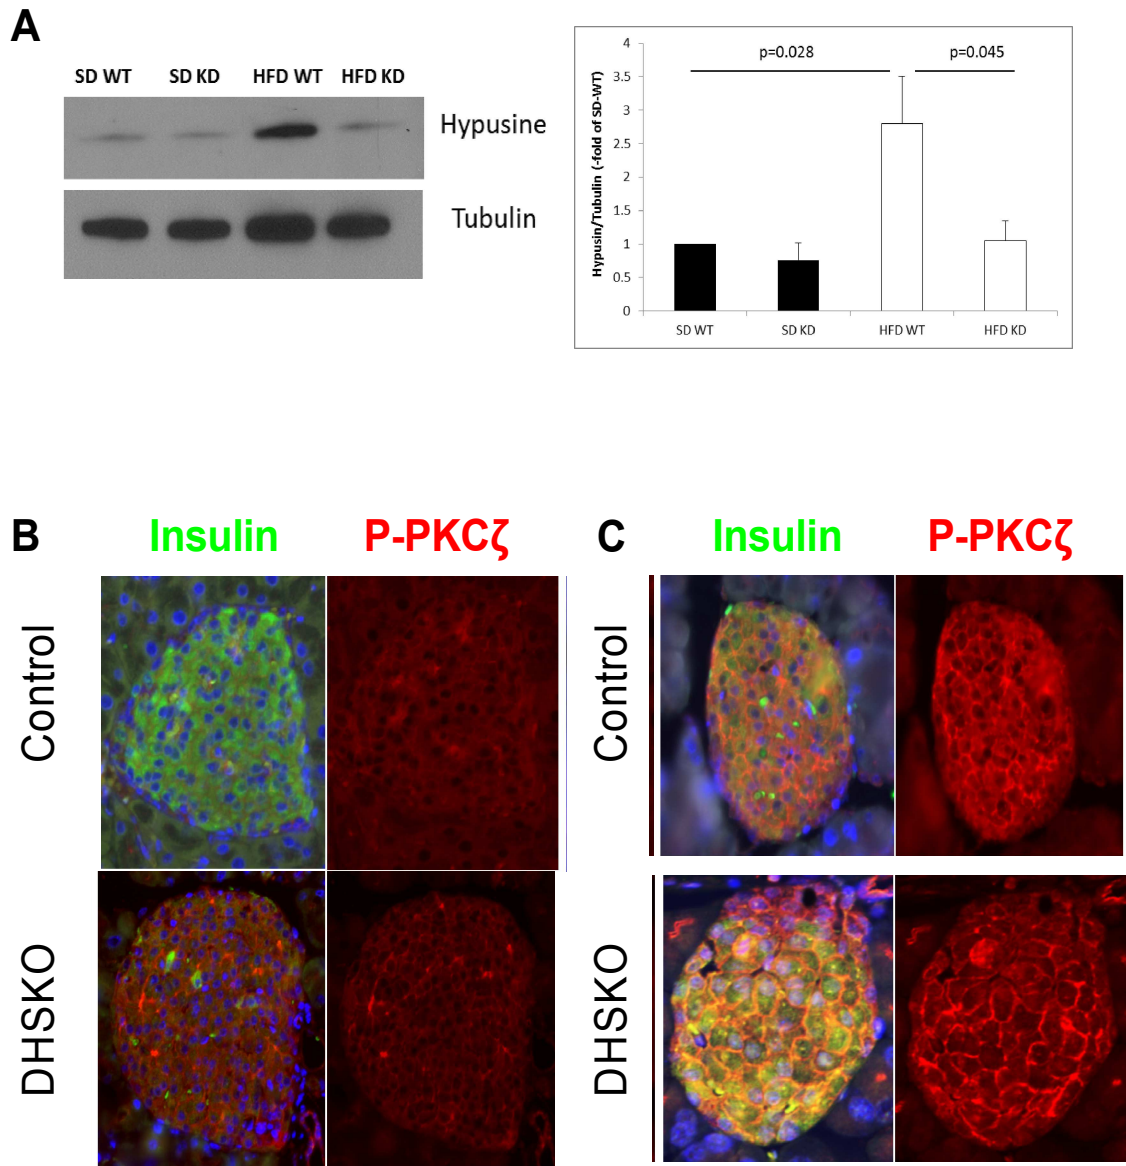 A
SD WT SD KD HFD WT HFD KD
Hypusine
Tubulin
Hypusin/Tubulin (-fold of SD-WT)
4
3.5
3
2.5
2
1.5
1
0.5
0
p=0.028 p=0.045
SD WT SD KD HFD WT HFD KD
B Insulin P-PKCζ
Control
DHSKO
C Insulin P-PKCζ
Control
DHSKO